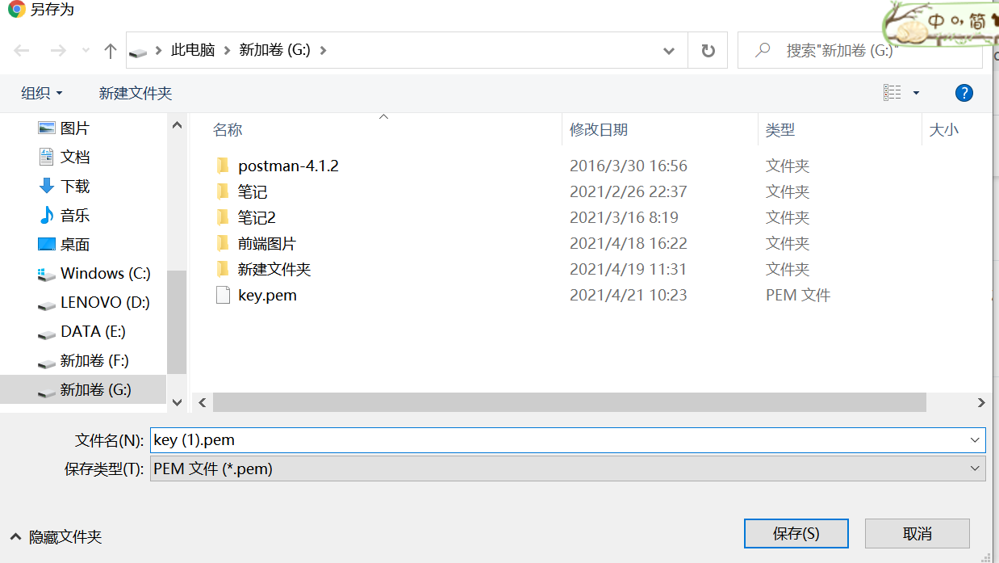 另存为
中 简
此电脑 新加卷 (G:)
搜索"新加卷 (G:)"
组织 新建文件夹
名称 修改日期 类型 大小
图片
文档
下载
音乐
桌面
Windows (C:)
LENOVO (D:)
DATA (E:)
新加卷 (F:)
新加卷 (G:)
postman-4.1.2 2016/3/30 16:56 文件夹
笔记 2021/2/26 22:37 文件夹
笔记2 2021/3/16 8:19 文件夹
前端图片 2021/4/18 16:22 文件夹
新建文件夹 2021/4/19 11:31 文件夹
key.pem 2021/4/21 10:23 PEM 文件
文件名(N): key (1).pem
保存类型(T): PEM 文件 (*.pem)
隐藏文件夹 保存(S) 取消